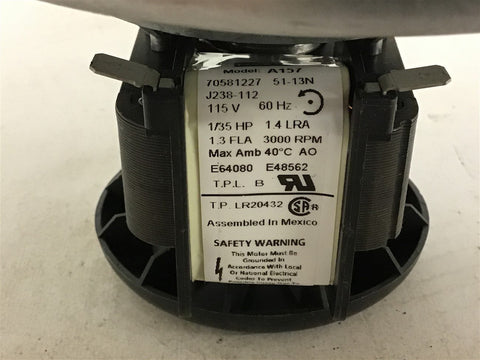 Model: A157
70581227 51-13N
J238-112
115 V 60 Hz
1/35 HP 1.4 LRA
1.3 FLA 3000 RPM
Max Amb 40°C AO
E64080 E48562
T.P.L. B
T.P. LR20432
Assembled In Mexico
SAFETY WARNING
This Motor Must Be
Grounded In
Accordance With Local
Or National Electrical
Codes To Prevent